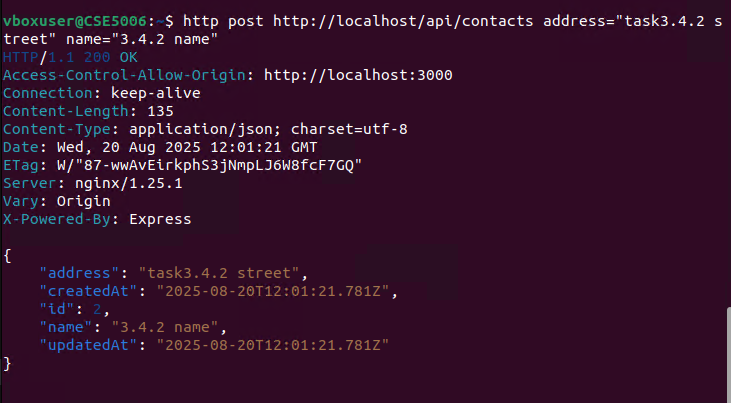 vboxuser@CSE5006:~$ http post http://localhost/api/contacts address="task3.4.2 s
treet" name="3.4.2 name"
HTTP/1.1 200 OK
Access-Control-Allow-Origin: http://localhost:3000
Connection: keep-alive
Content-Length: 135
Content-Type: application/json; charset=utf-8
Date: Wed, 20 Aug 2025 12:01:21 GMT
ETag: W/"87-wwAvEirkphS3jNmpLJ6W8fcF7GQ"
Server: nginx/1.25.1
Vary: Origin
X-Powered-By: Express
{
    "address": "task3.4.2 street",
    "createdAt": "2025-08-20T12:01:21.781Z",
    "id": 2,
    "name": "3.4.2 name",
    "updatedAt": "2025-08-20T12:01:21.781Z"
}